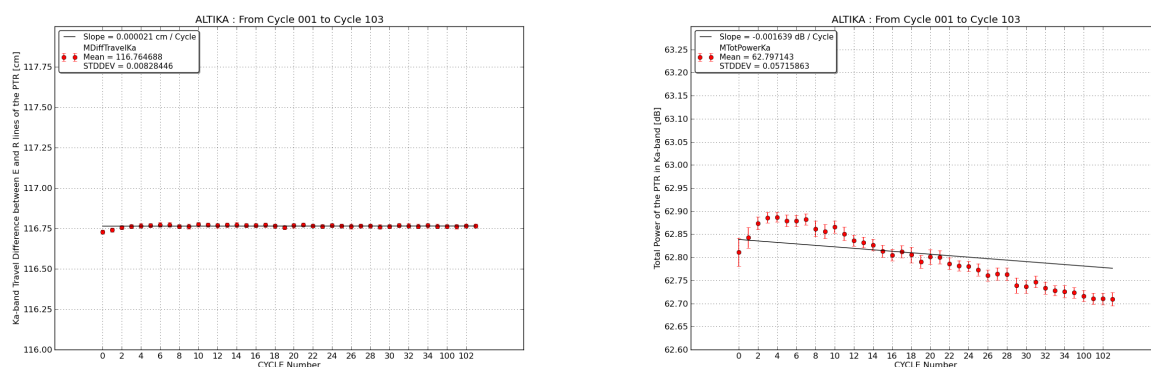 ALTIKA : From Cycle 001 to Cycle 103
Slope = 0.000021 cm / Cycle
MDiffTravelKa
Mean = 116.764688
STDDEV = 0.00828446
Ka-band Travel Difference between E and R lines of the PTR [cm]
117.75
117.50
117.25
117.00
116.75
116.50
116.25
116.00
0 2 4 6 8 10 12 14 16 18 20 22 24 26 28 30 32 34 100 102
CYCLE Number
ALTIKA : From Cycle 001 to Cycle 103
Slope = -0.001639 dB / Cycle
MTotPowerKa
Mean = 62.797143
STDDEV = 0.05715863
Total Power of the PTR in Ka-band [dB]
63.25
63.20
63.15
63.10
63.05
63.00
62.95
62.90
62.85
62.80
62.75
62.70
62.65
62.60
0 2 4 6 8 10 12 14 16 18 20 22 24 26 28 30 32 34 100 102
CYCLE Number